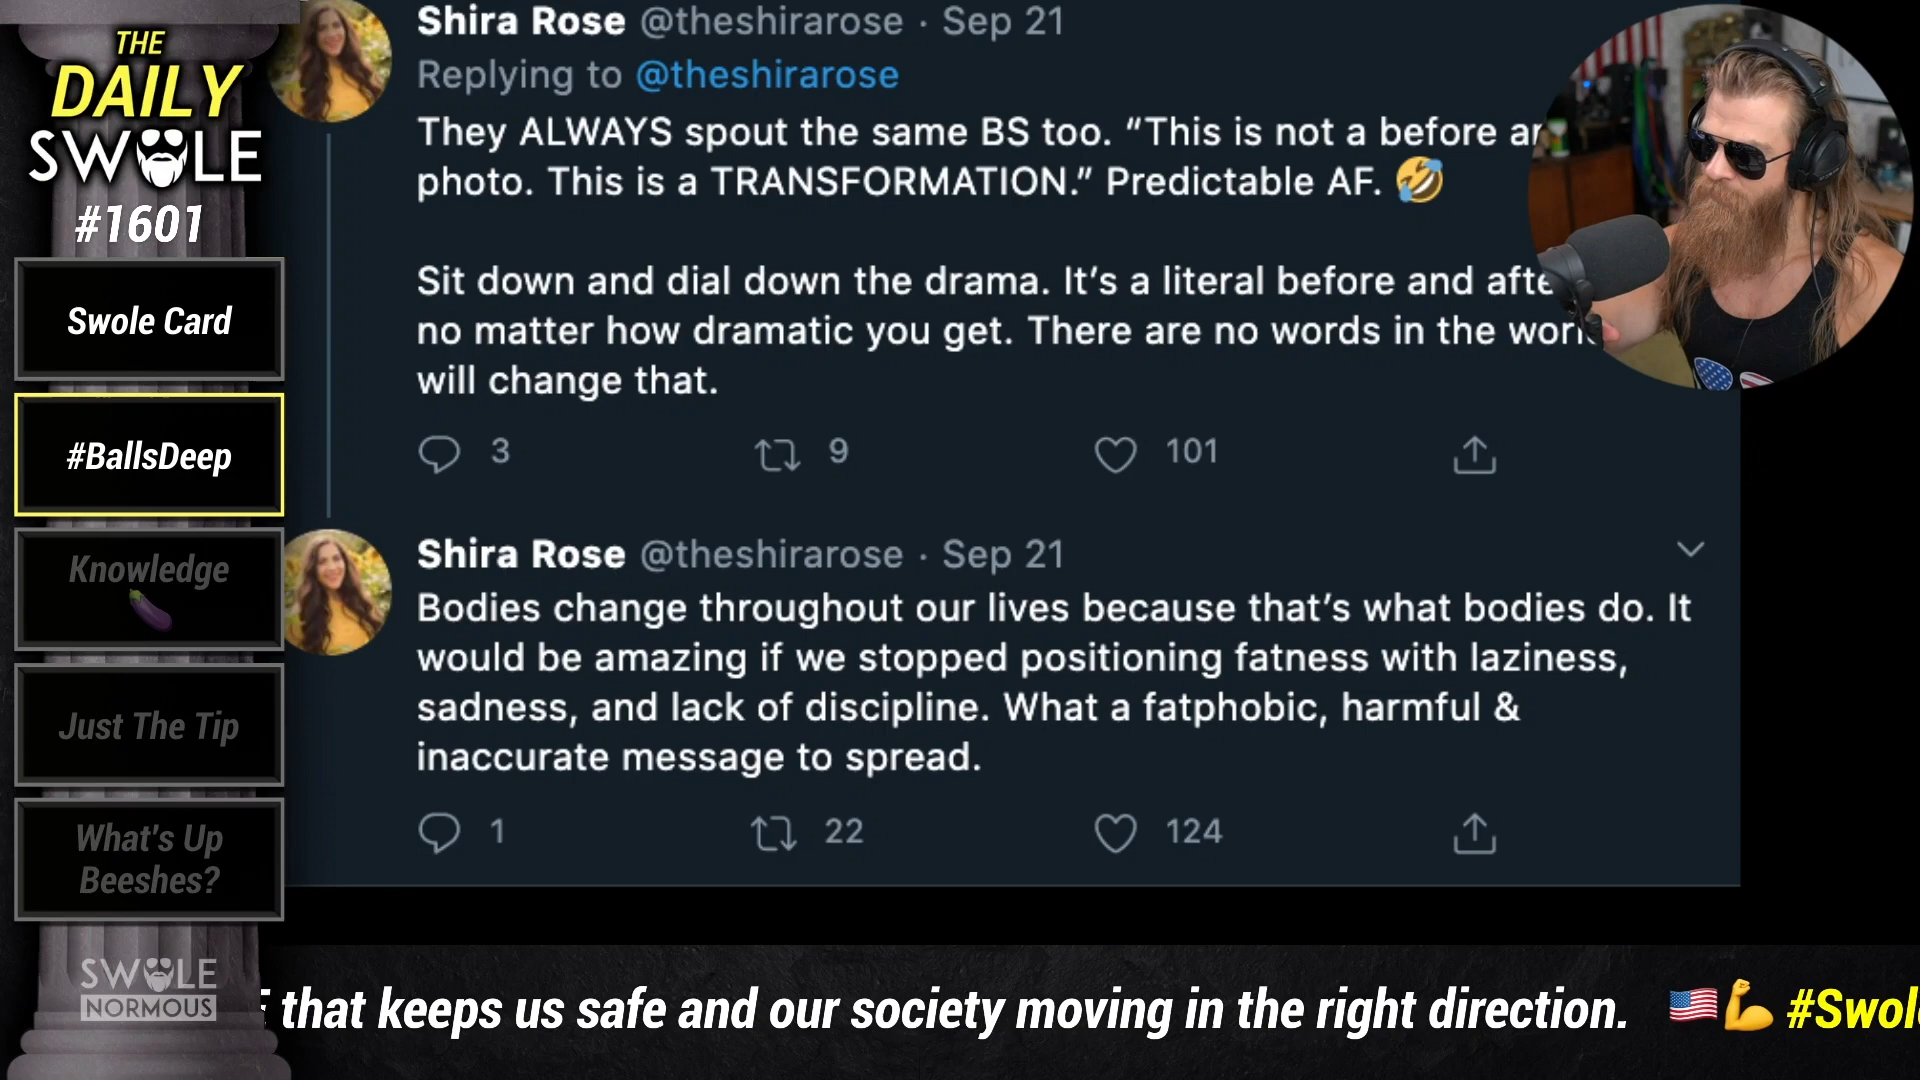 THE
DAILY
SWOLE
#1601
Swole Card
#BallsDeep
Knowledge
Just The Tip
What's Up
Beeshes?
SWOLE
NORMOUS
Shira Rose @theshirarose · Sep 21
Replying to @theshirarose
They ALWAYS spout the same BS too. “This is not a before
photo. This is a TRANSFORMATION.” Predictable AF. 🤣
Sit down and dial down the drama. It’s a literal before and
no matter how dramatic you get. There are no words in the
will change that.
3 9 101
Shira Rose @theshirarose · Sep 21
Bodies change throughout our lives because that’s what bodies do. It
would be amazing if we stopped positioning fatness with laziness,
sadness, and lack of discipline. What a fatphobic, harmful &
inaccurate message to spread.
1 22 124
that keeps us safe and our society moving in the right direction. 🇺🇸💪 #Swol